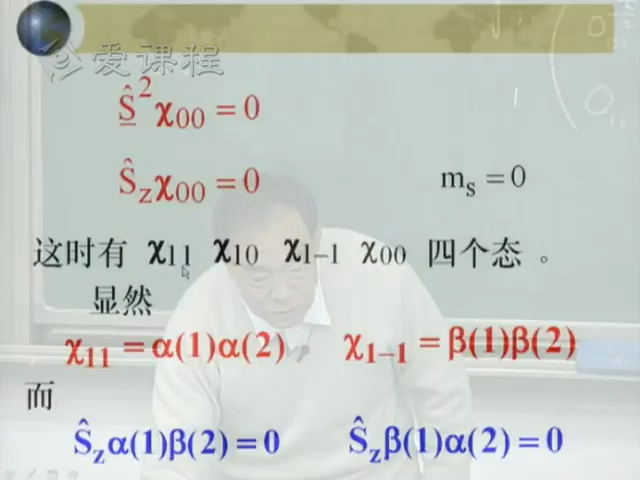 爱课程
Ŝ²χ₀₀ = 0
Ŝ_zχ₀₀ = 0 m_s = 0
这时有 χ₁₁ χ₁₀ χ₁₋₁ χ₀₀ 四个态。
显然
χ₁₁ = α(1)α(2) χ₁₋₁ = β(1)β(2)
而
Ŝ_zα(1)β(2) = 0 Ŝ_zβ(1)α(2) = 0